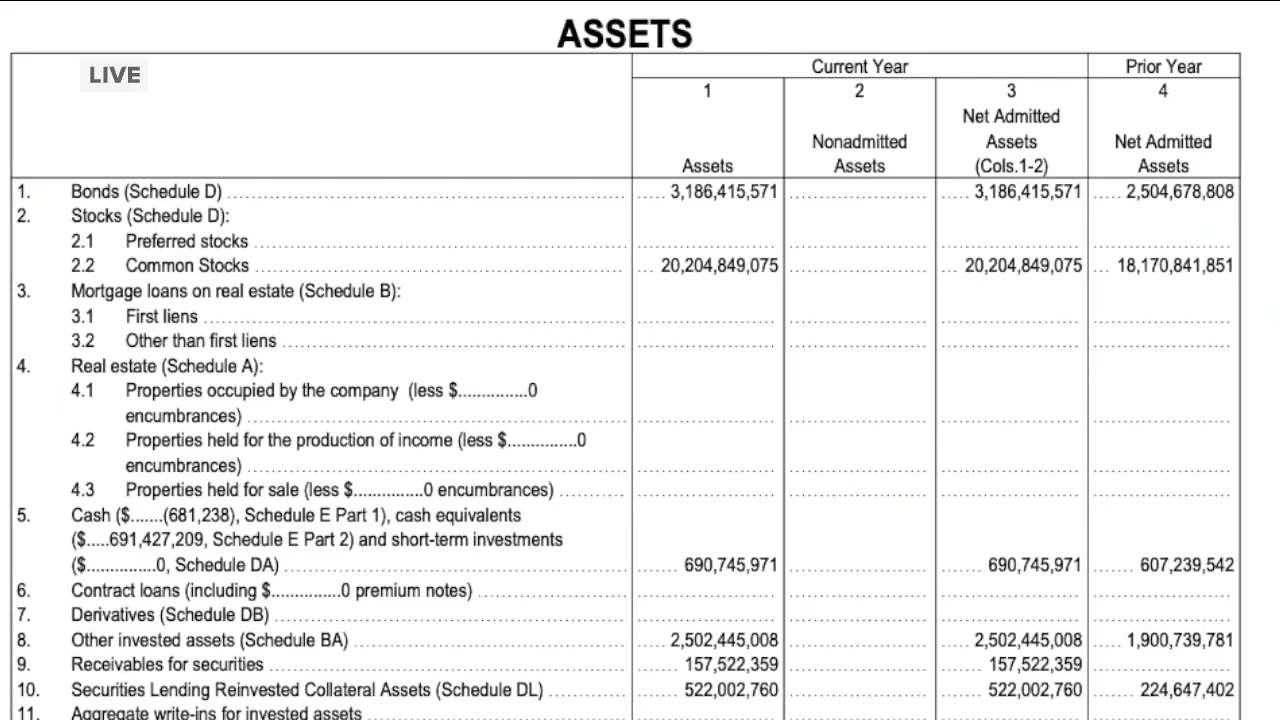 ASSETS
LIVE
Current Year Prior Year
1 2 3 4
Net Admitted
Nonadmitted Assets Net Admitted
Assets Assets (Cols.1-2) Assets
1. Bonds (Schedule D) 3,186,415,571 3,186,415,571 2,504,678,808
2. Stocks (Schedule D):
2.1 Preferred stocks
2.2 Common Stocks 20,204,849,075 20,204,849,075 18,170,841,851
3. Mortgage loans on real estate (Schedule B):
3.1 First liens
3.2 Other than first liens
4. Real estate (Schedule A):
4.1 Properties occupied by the company (less $...............0
encumbrances)
4.2 Properties held for the production of income (less $...............0
encumbrances)
4.3 Properties held for sale (less $...............0 encumbrances)
5. Cash ($.......(681,238), Schedule E Part 1), cash equivalents
($.....691,427,209, Schedule E Part 2) and short-term investments
($...............0, Schedule DA) 690,745,971 690,745,971 607,239,542
6. Contract loans (including $...............0 premium notes)
7. Derivatives (Schedule DB)
8. Other invested assets (Schedule BA) 2,502,445,008 2,502,445,008 1,900,739,781
9. Receivables for securities 157,522,359 157,522,359
10. Securities Lending Reinvested Collateral Assets (Schedule DL) 522,002,760 522,002,760 224,647,402
11. Aggregate write-ins for invested assets